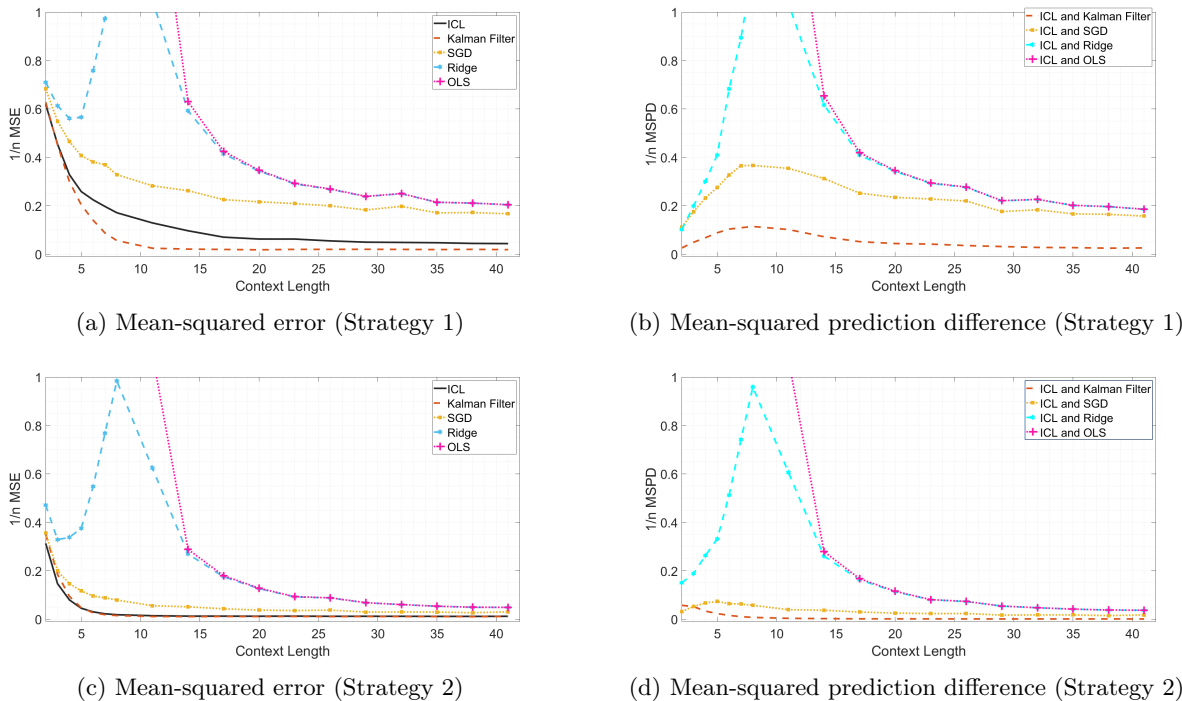 1
0.8
0.6
0.4
0.2
0
1/n MSE
5 10 15 20 25 30 35 40
Context Length
ICL
Kalman Filter
SGD
Ridge
OLS
(a) Mean-squared error (Strategy 1)
1
0.8
0.6
0.4
0.2
0
1/n MSPD
5 10 15 20 25 30 35 40
Context Length
ICL and Kalman Filter
ICL and SGD
ICL and Ridge
ICL and OLS
(b) Mean-squared prediction difference (Strategy 1)
1
0.8
0.6
0.4
0.2
0
1/n MSE
5 10 15 20 25 30 35 40
Context Length
ICL
Kalman Filter
SGD
Ridge
OLS
(c) Mean-squared error (Strategy 2)
1
0.8
0.6
0.4
0.2
0
1/n MSPD
5 10 15 20 25 30 35 40
Context Length
ICL and Kalman Filter
ICL and SGD
ICL and Ridge
ICL and OLS
(d) Mean-squared prediction difference (Strategy 2)